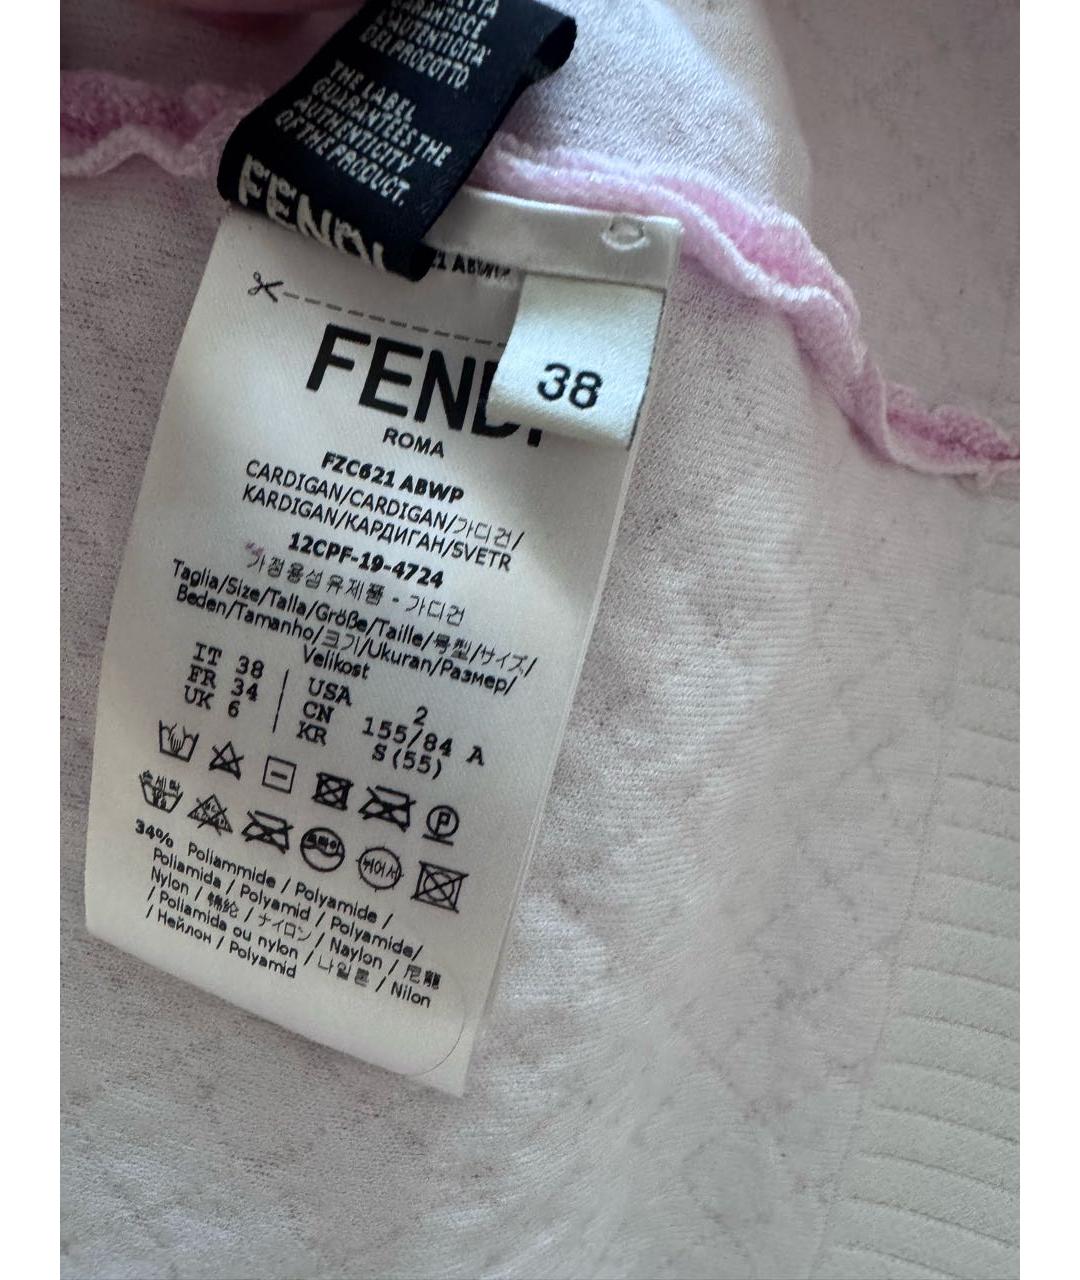 GARANTISCE
L'AUTENTICITA'
DEL PRODOTTO.
THE LABEL
GUARANTEES THE
AUTHENTICITY
OF THE PRODUCT.
FENDI
21 ABWP
38
FENDI
ROMA
FZC621 ABWP
CARDIGAN/CARDIGAN/가디건/
KARDIGAN/КАРДИГАН/SVETR
12CPF-19-4724
가정용섬유제품 - 가디건
Taglia/Size/Talla/Größe/Taille/号型/サイズ/
Beden/Tamanho/크기/Ukuran/Размер/
Velikost
IT 38 | USA 2
FR 34 | CN 155/84 A
UK 6 | KR S(55)
34% Poliammide / Polyamide /
Poliamida / Polyamid / Polyamide/
Nylon / 锦纶 / ナイロン / Naylon / 尼龍
/ Poliamida ou nylon / 나일론 / Nilon
/ Нейлон / Polyamid